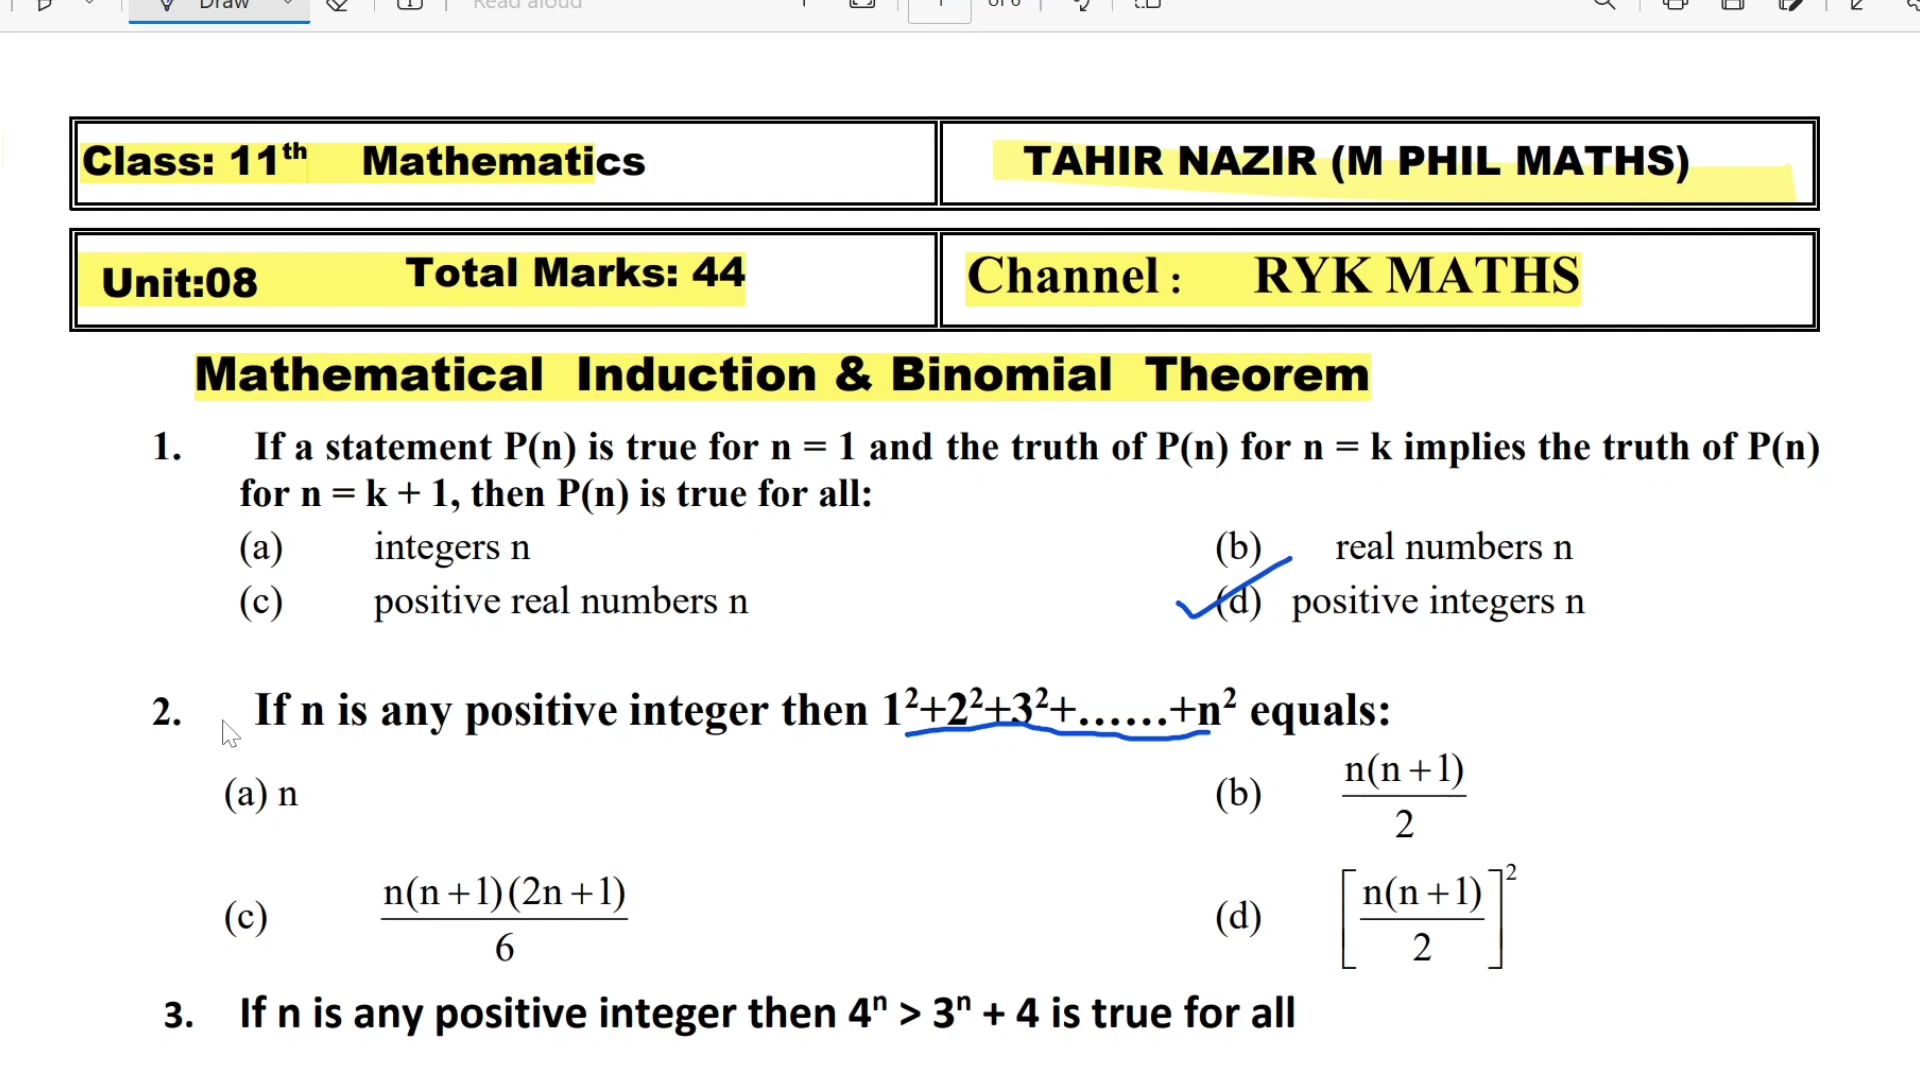 Draw
Read aloud
Class: 11th Mathematics
TAHIR NAZIR (M PHIL MATHS)
Unit:08 Total Marks: 44
Channel : RYK MATHS
Mathematical Induction & Binomial Theorem
1. If a statement P(n) is true for n = 1 and the truth of P(n) for n = k implies the truth of P(n)
for n = k + 1, then P(n) is true for all:
(a) integers n (b) real numbers n
(c) positive real numbers n (d) positive integers n
2. If n is any positive integer then 1²+2²+3²+......+n² equals:
(a) n (b) n(n+1)/2
(c) n(n+1)(2n+1)/6 (d) [n(n+1)/2]²
3. If n is any positive integer then 4ⁿ > 3ⁿ + 4 is true for all